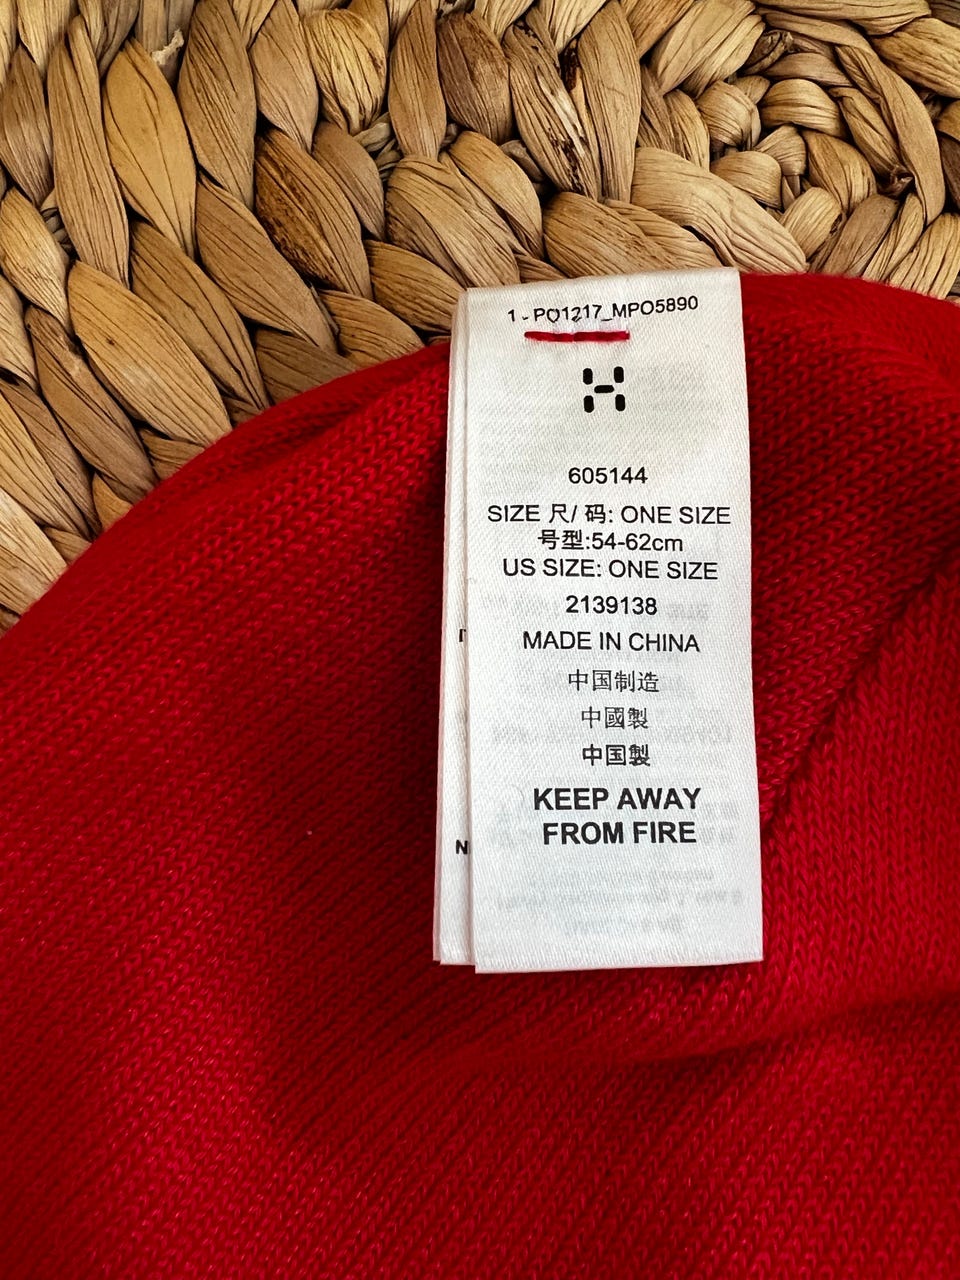 1 - PO1217_MPO5890
605144
SIZE 尺/ 码: ONE SIZE
号型:54-62cm
US SIZE: ONE SIZE
2139138
MADE IN CHINA
中国制造
中國製
中国製
KEEP AWAY
FROM FIRE
N